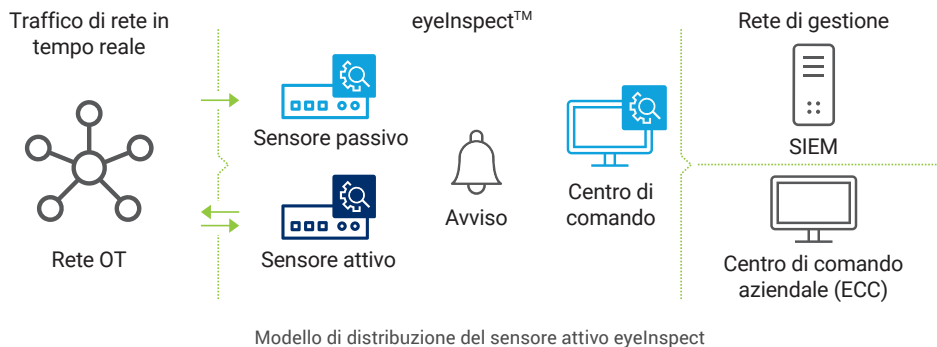 Traffico di rete in
tempo reale
eyeInspect™
Rete di gestione
Sensore passivo
SIEM
Centro di
comando
Avviso
Rete OT
Sensore attivo
Centro di comando
aziendale (ECC)
Modello di distribuzione del sensore attivo eyeInspect